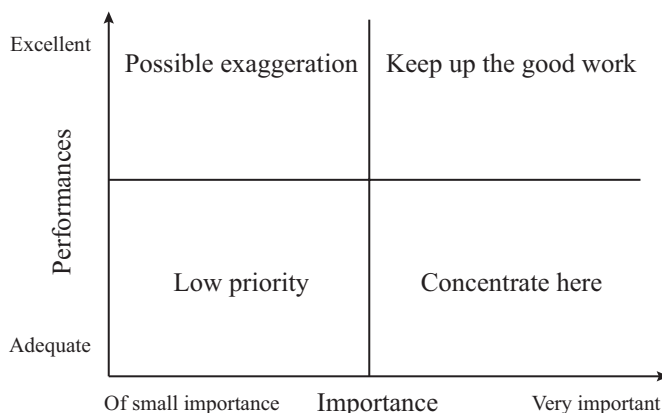 Excellent
Possible exaggeration
Keep up the good work
Performances
Low priority
Concentrate here
Adequate
Of small importance
Importance
Very important